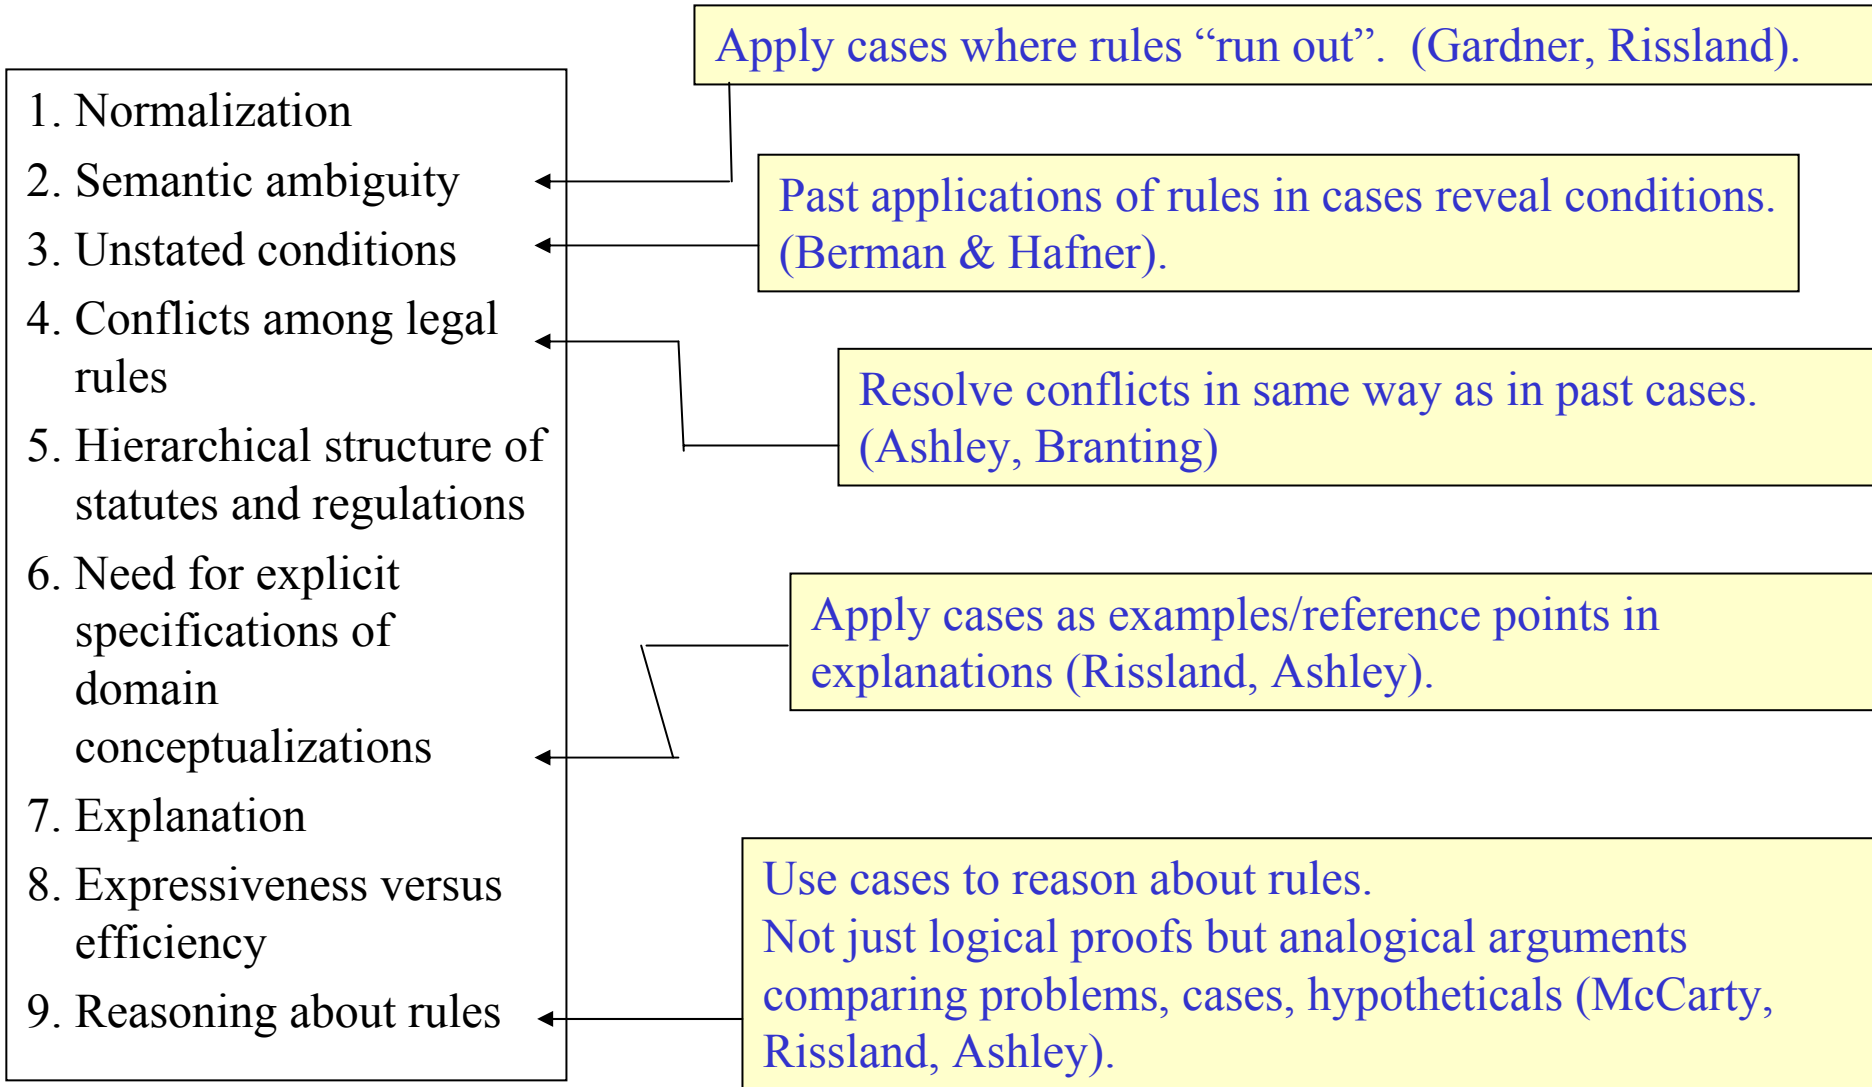 Apply cases where rules “run out”.  (Gardner, Rissland).
1. Normalization
2. Semantic ambiguity
3. Unstated conditions
4. Conflicts among legal
rules
5. Hierarchical structure of
statutes and regulations
6. Need for explicit
specifications of
domain
conceptualizations
7. Explanation
8. Expressiveness versus
efficiency
9. Reasoning about rules
Past applications of rules in cases reveal conditions.
(Berman & Hafner).
Resolve conflicts in same way as in past cases.
(Ashley, Branting)
Apply cases as examples/reference points in
explanations (Rissland, Ashley).
Use cases to reason about rules.
Not just logical proofs but analogical arguments
comparing problems, cases, hypotheticals (McCarty,
Rissland, Ashley).